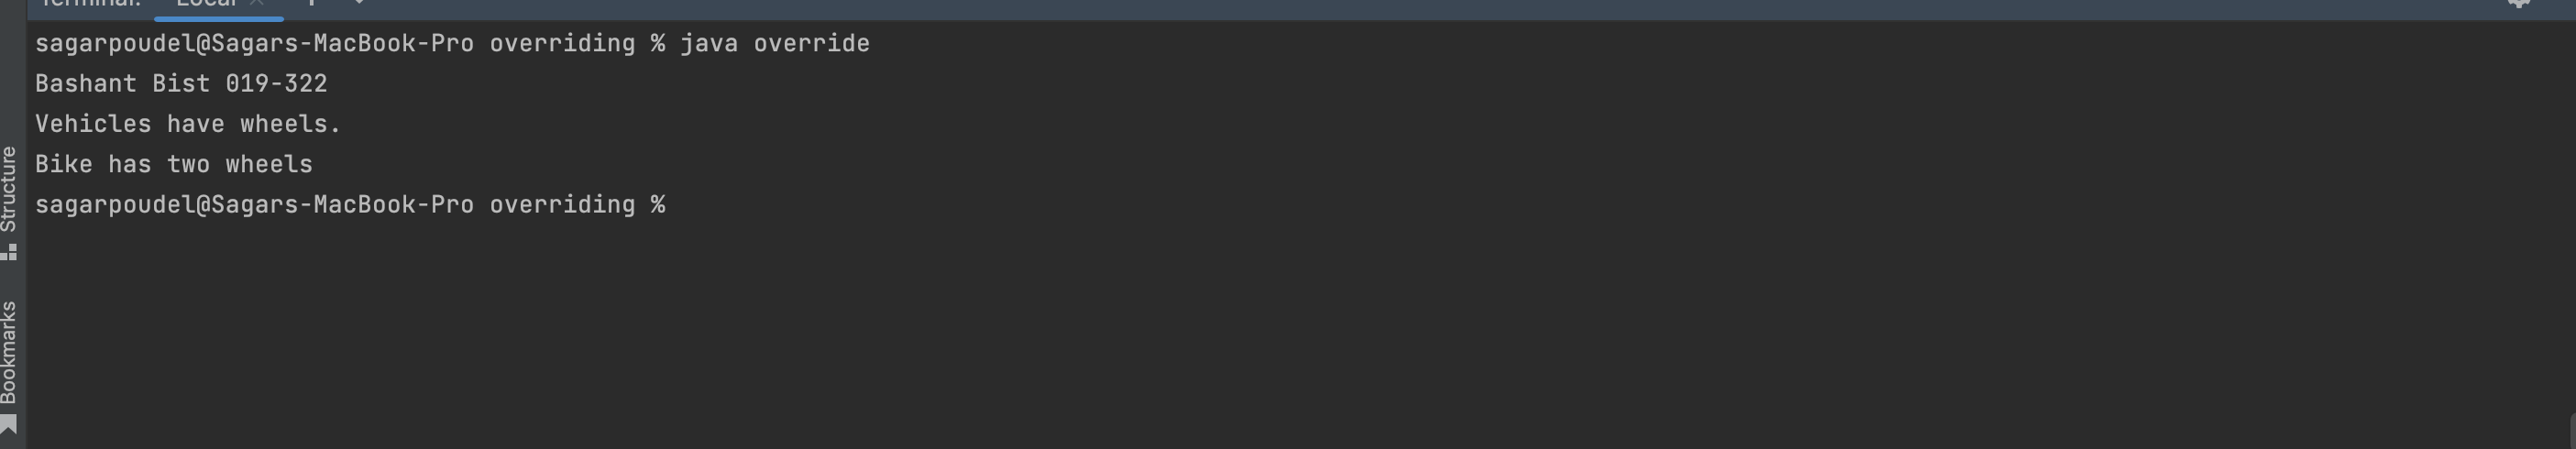 Terminal: Local
sagarpoudel@Sagars-MacBook-Pro overriding % java override
Bashant Bist 019-322
Vehicles have wheels.
Bike has two wheels
sagarpoudel@Sagars-MacBook-Pro overriding %
Structure
Bookmarks